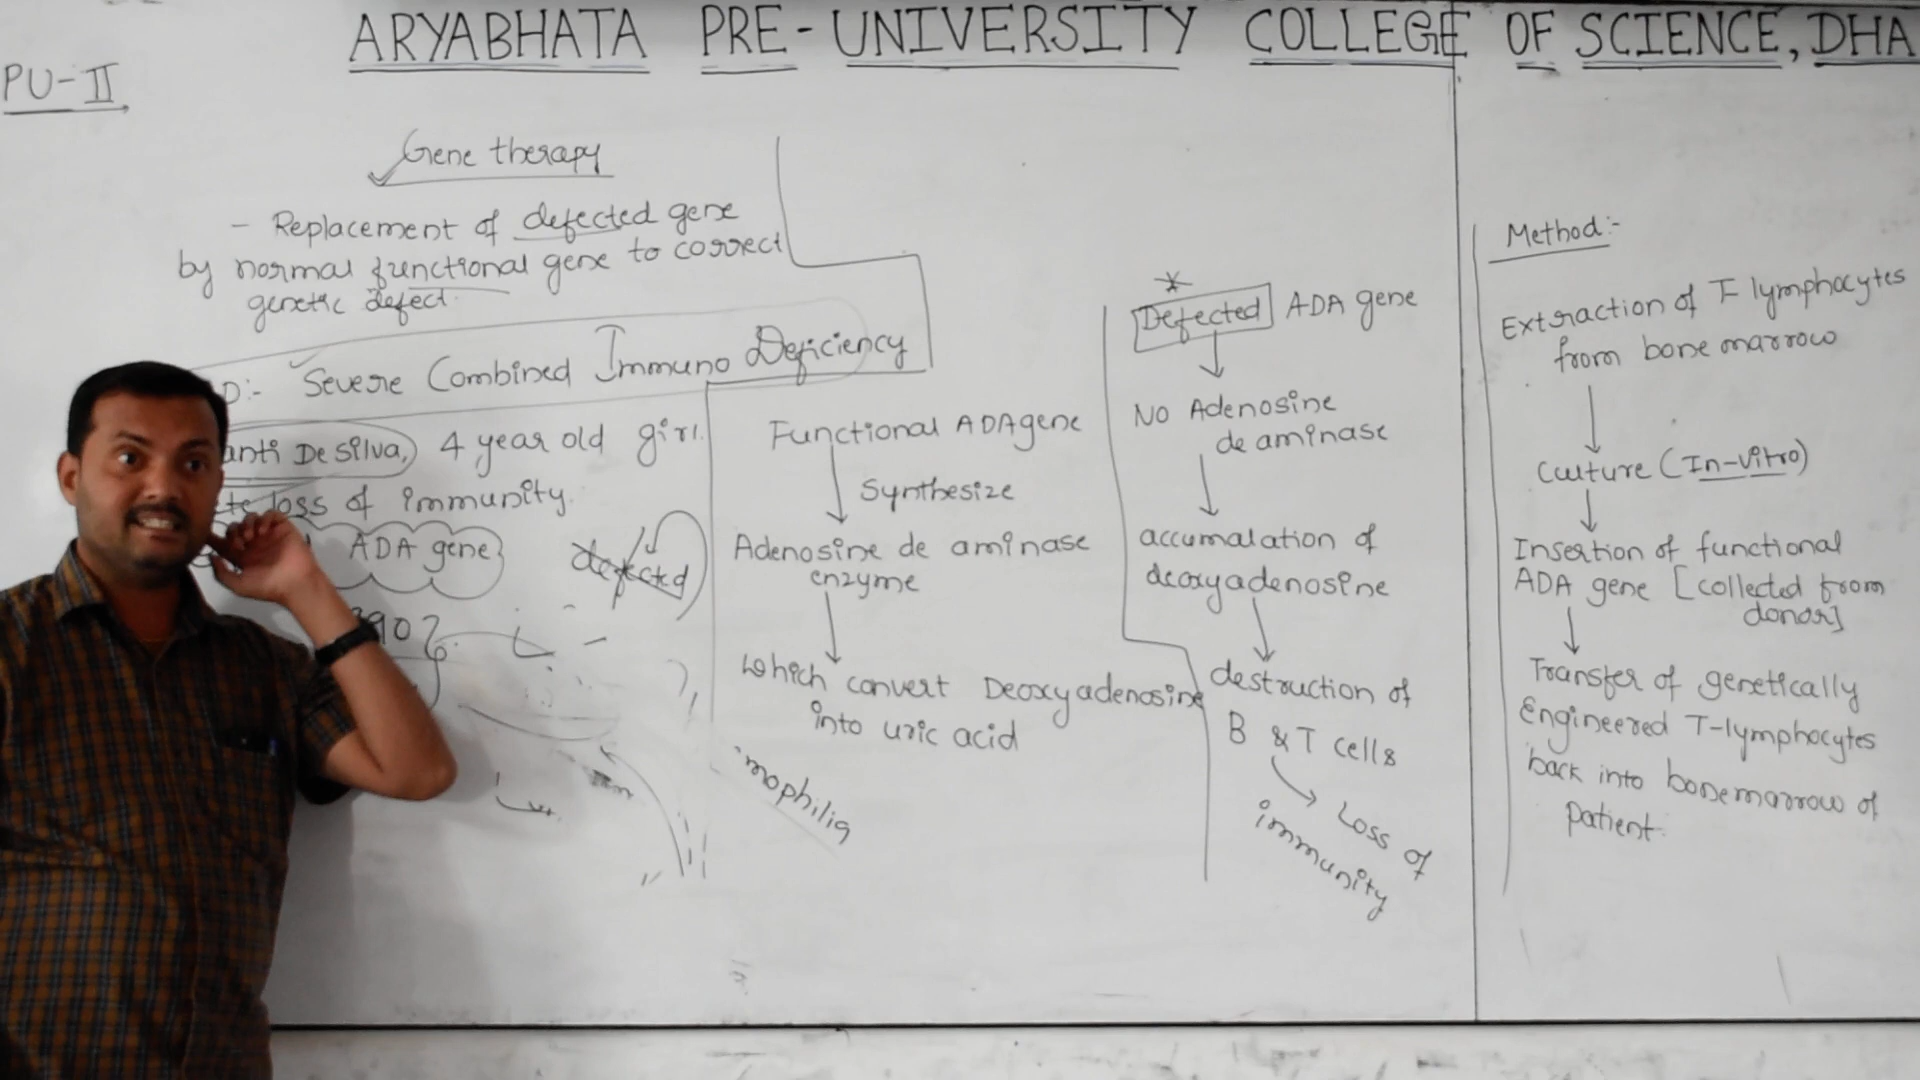 ARYABHATA PRE-UNIVERSITY COLLEGE OF SCIENCE, DHA
PU-II
Gene therapy
- Replacement of defected gene
by normal functional gene to correct
genetic defect.
D:- Severe Combined Immuno Deficiency
anti De silva, 4 year old girl.
te loss of immunity.
ADA gene
defected
90
Functional ADA gene
Synthesize
Adenosine de aminase
enzyme
Which convert Deoxyadenosine
into uric acid
mophilia
* Defected ADA gene
No Adenosine
de aminase
accumalation of
deoxyadenosine
destruction of
B & T cells
Loss of
immunity
Method:-
Extraction of T lymphocytes
from bone marrow
Culture (In-vitro)
Insertion of functional
ADA gene [collected from
donor]
Transfer of genetically
Engineered T-lymphocytes
back into bonemarrow of
patient.